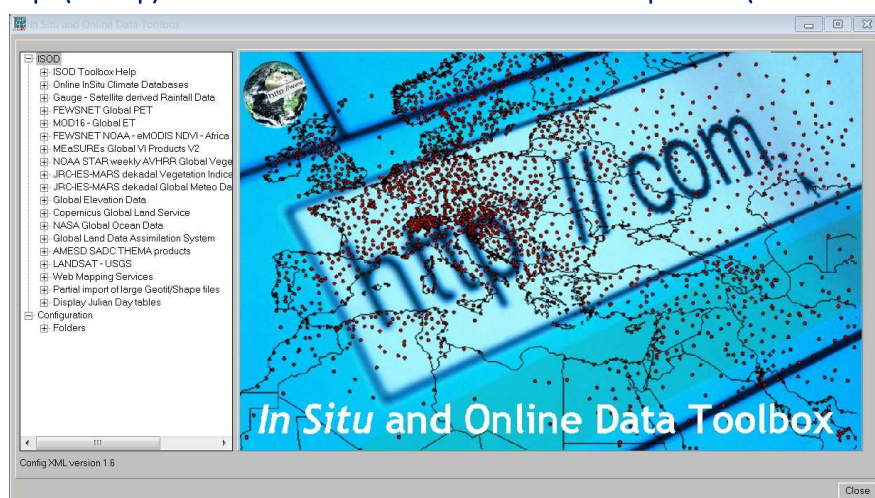 In Situ and Online Data Toolbox
ISOD
ISOD Toolbox Help
Online InSitu Climate Databases
Gauge - Satellite derived Rainfall Data
FEWSNET Global PET
MOD16 - Global ET
FEWSNET NOAA - eMODIS NDVI - Africa
MEaSUREs Global VI Products V2
NOAA STAR weekly AVHRR Global Vege
JRC-IES-MARS dekadal Vegetation Indice
JRC-IES-MARS dekadal Global Meteo Da
Global Elevation Data
Copernicus Global Land Service
NASA Global Ocean Data
Global Land Data Assimilation System
AMESD SADC THEMA products
LANDSAT - USGS
Web Mapping Services
Partial import of large Geotif/Shape files
Display Julian Day tables
Configuration
Folders
http://www
http://com.
In Situ and Online Data Toolbox
Config XML version 1.6
Close